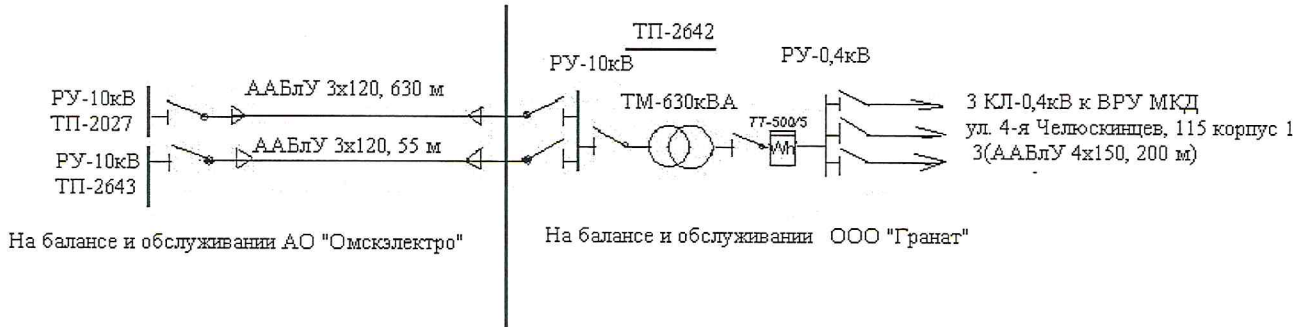 ТП-2642
РУ-10кВ
РУ-0,4кВ
РУ-10кВ
ТП-2027
ААБлУ 3х120, 630 м
ТМ-630кВА
ТТ-500/5
Wh
3 КЛ-0,4кВ к ВРУ МКД
ул. 4-я Челюскинцев, 115 корпус 1
3(ААБлУ 4х150, 200 м)
РУ-10кВ
ТП-2643
ААБлУ 3х120, 55 м
На балансе и обслуживании АО "Омскэлектро"
На балансе и обслуживании ООО "Гранат"